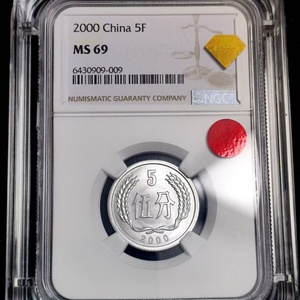 2000 China 5F
MS 69
6430909-009
NUMISMATIC GUARANTY COMPANY
NGC
5
伍分
2000